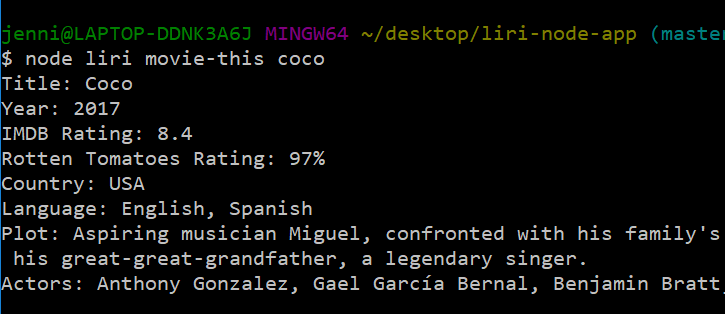 jenni@LAPTOP-DDNK3A6J MINGW64 ~/desktop/liri-node-app (master
$ node liri movie-this coco
Title: Coco
Year: 2017
IMDB Rating: 8.4
Rotten Tomatoes Rating: 97%
Country: USA
Language: English, Spanish
Plot: Aspiring musician Miguel, confronted with his family's
his great-great-grandfather, a legendary singer.
Actors: Anthony Gonzalez, Gael García Bernal, Benjamin Bratt,